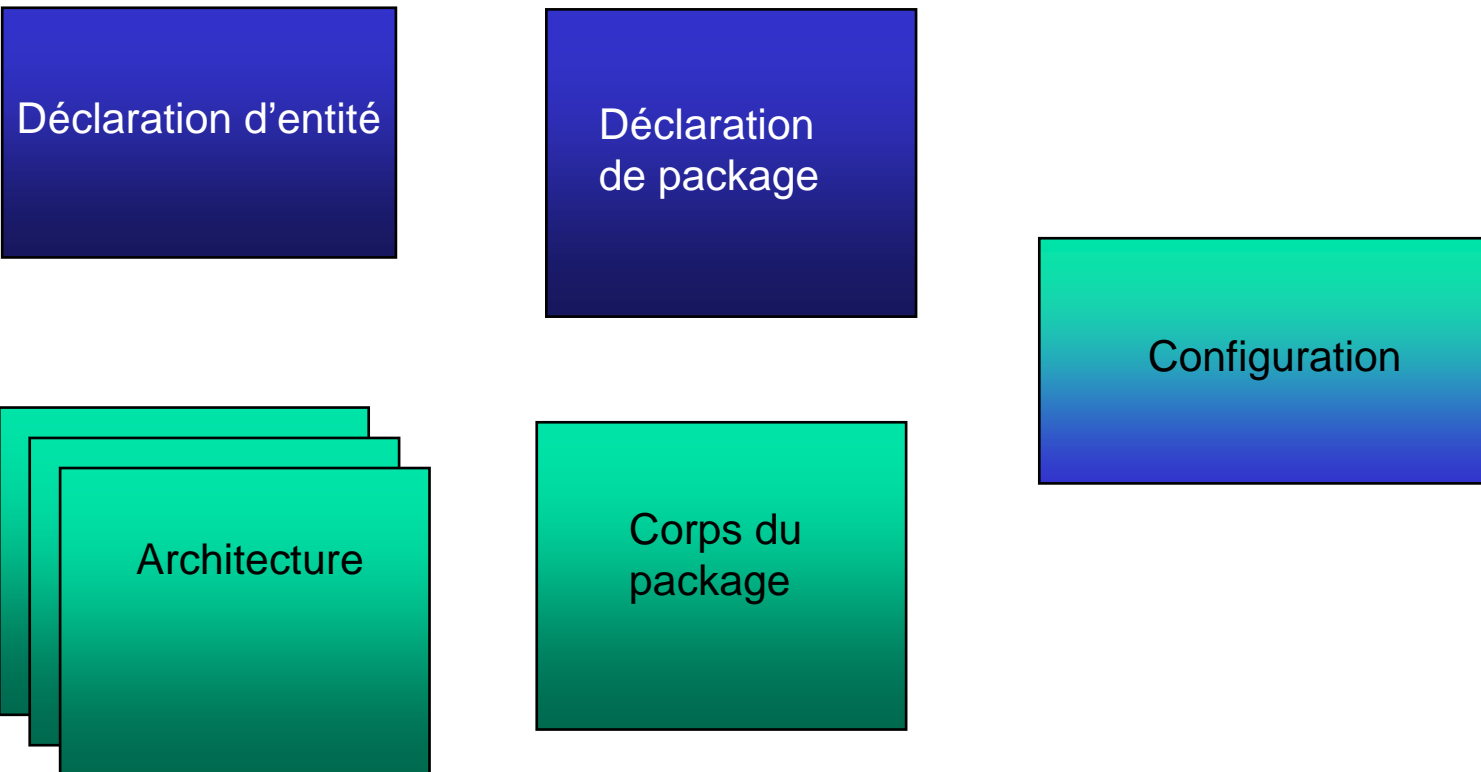 Déclaration d’entité
Déclaration
de package
Configuration
Architecture
Corps du
package